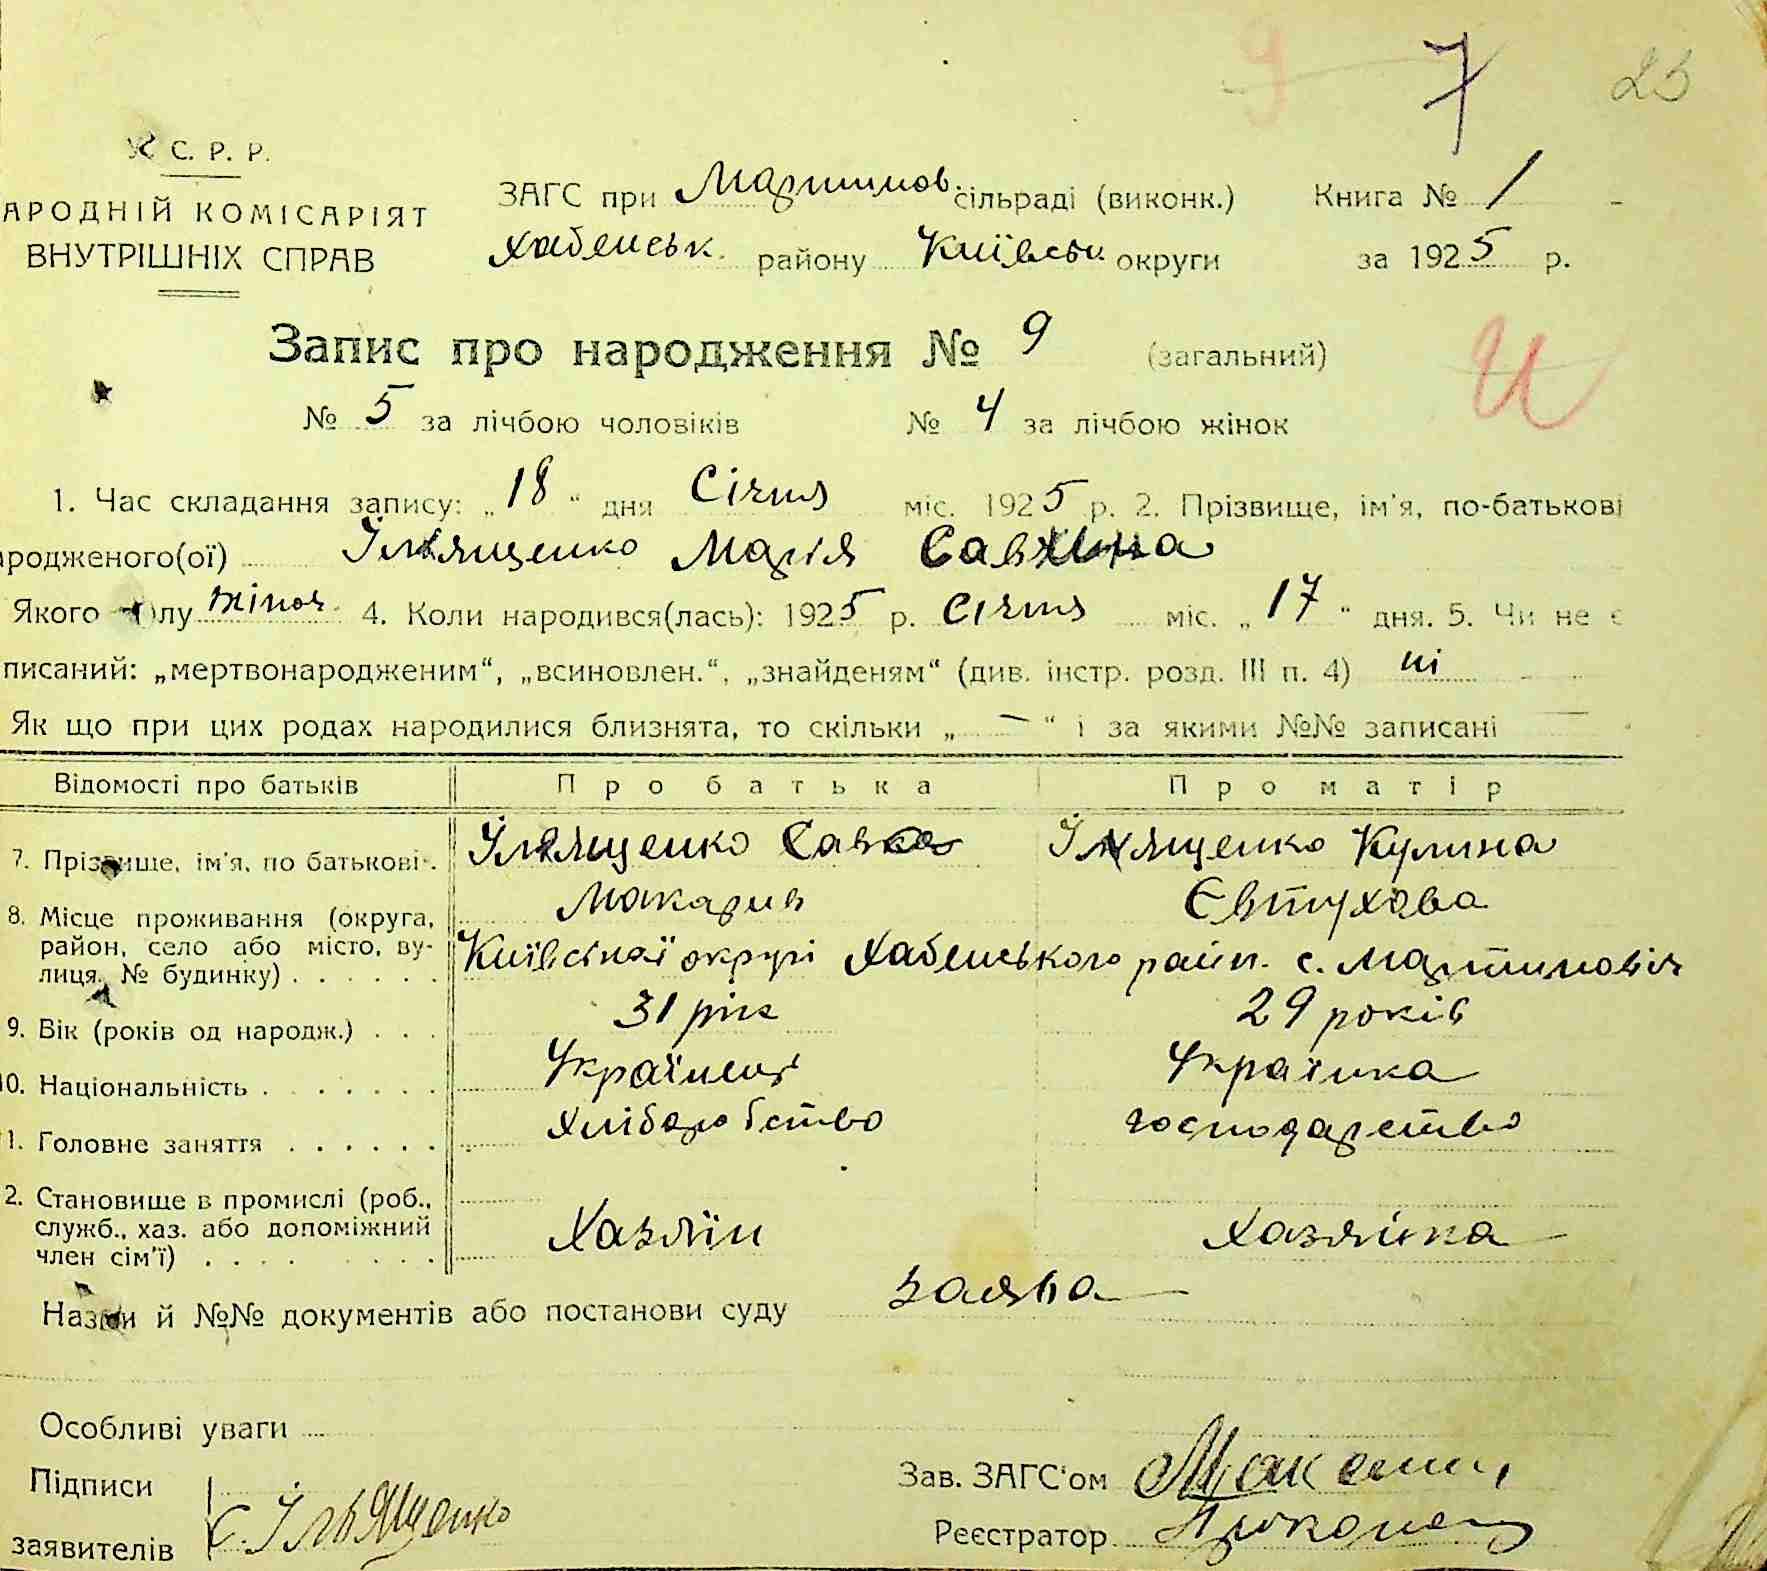 7 23
У С. Р. Р.
АРОДНІЙ КОМІСАРІЯТ
ВНУТРІШНІХ СПРАВ
ЗАГС при Мартинов. сільраді (виконк.) Книга № 1
Хабенськ. району Київськ. округи за 1925 р.
Запис про народження № 9 (загальний)
И
№ 5 за лічбою чоловіків № 4 за лічбою жінок
1. Час складання запису: „18“ дня Січня міс. 1925 р. 2. Прізвище, ім'я, по-батькові
ародженого(ої) Ільященко Марія Савкина
Якого полу жіноч. 4. Коли народився(лась): 1925 р. Січня міс. „17“ дня. 5. Чи не є
писаний: „мертвонародженим“, „всиновлен.“, „знайденям“ (див. інстр. розд. III п. 4) ні
Як що при цих родах народилися близнята, то скільки „—“ і за якими №№ записані —
Відомості про батьків Про батька Про матір
7. Прізвище, ім'я, по батькові. Ільященко Савка Макарів Ільященко Кулина Євтухова
8. Місце проживання (округа, район, село або місто, вулиця, № будинку) Київської округі Хабенського райн. с. Мартиновіч
9. Вік (років од народж.) 31 рік 29 років
10. Національність Українець Українка
11. Головне заняття хліборобство господарство
2. Становище в промислі (роб., служб., хаз. або допоміжний член сім'ї) Хазяїн Хазяйка
Назви й №№ документів або постанови суду заява
Особливі уваги
Підписи
заявителів С. Ільященко
Зав. ЗАГС'ом
Реєстратор